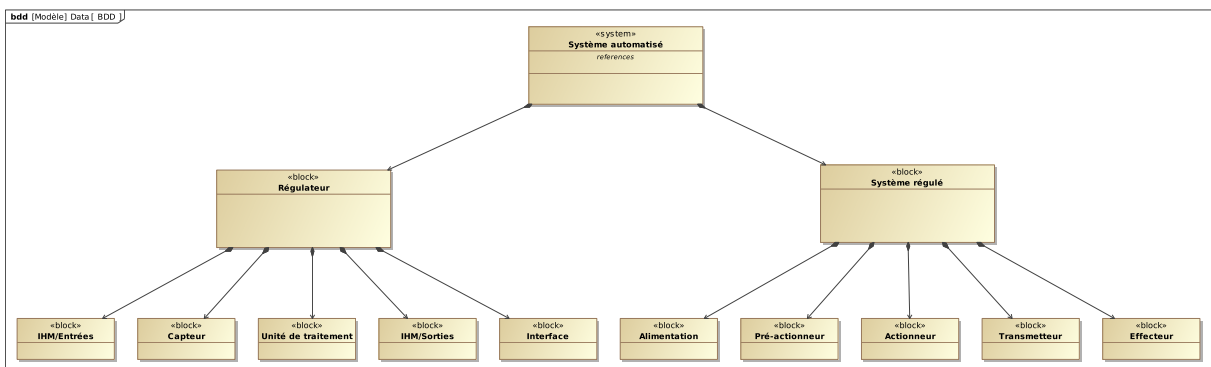 bdd [Modèle] Data [ BDD ]
«system»
Système automatisé
references
«block»
Régulateur
«block»
Système régulé
«block»
IHM/Entrées
«block»
Capteur
«block»
Unité de traitement
«block»
IHM/Sorties
«block»
Interface
«block»
Alimentation
«block»
Pré-actionneur
«block»
Actionneur
«block»
Transmetteur
«block»
Effecteur